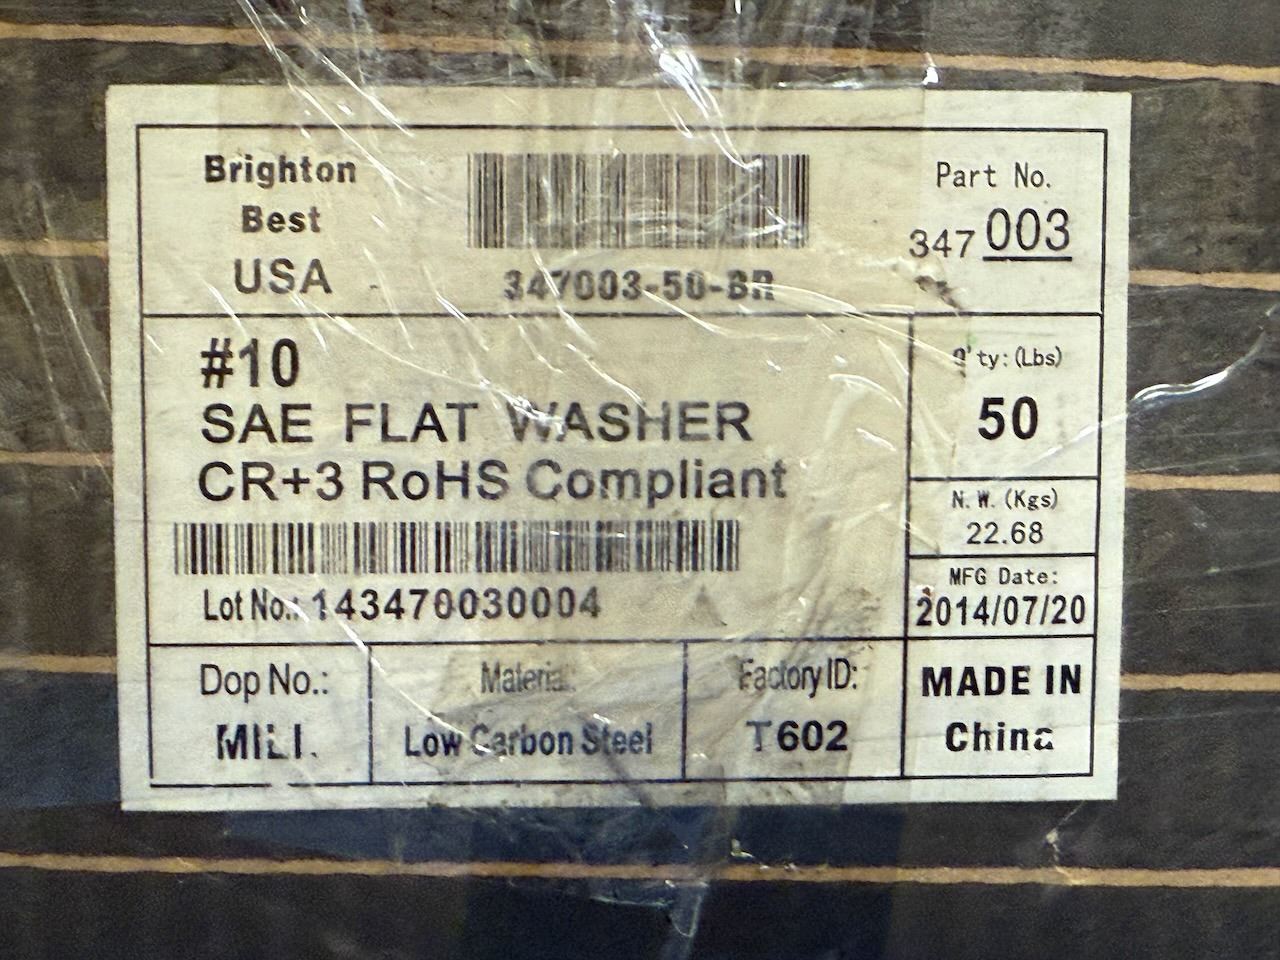 Brighton
Best
USA
347003-50-BR
Part No.
347 003
#10
SAE FLAT WASHER
CR+3 RoHS Compliant
Lot No.: 143470030004
Q'ty: (Lbs)
50
N. W. (Kgs)
22.68
MFG Date:
2014/07/20
Dop No.:
Material:
Low Carbon Steel
Factory ID:
T602
MADE IN
China